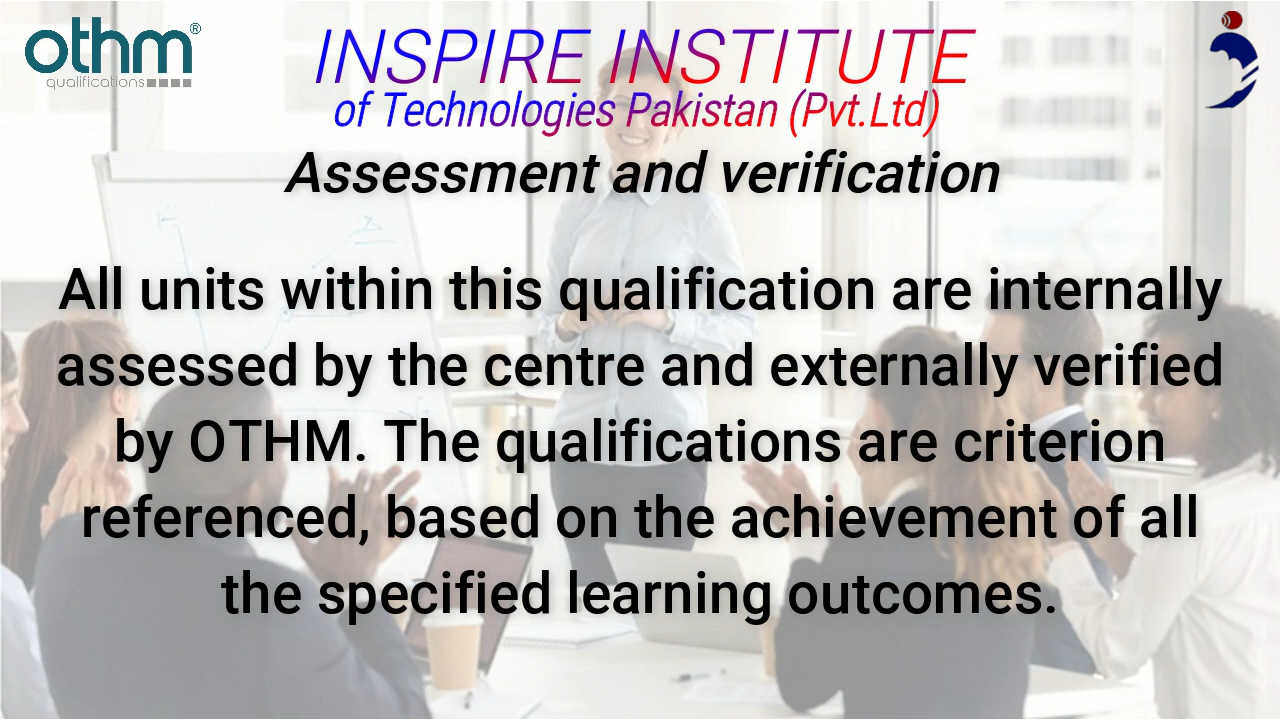 othm®
qualifications
INSPIRE INSTITUTE
of Technologies Pakistan (Pvt.Ltd)
Assessment and verification
All units within this qualification are internally
assessed by the centre and externally verified
by OTHM. The qualifications are criterion
referenced, based on the achievement of all
the specified learning outcomes.